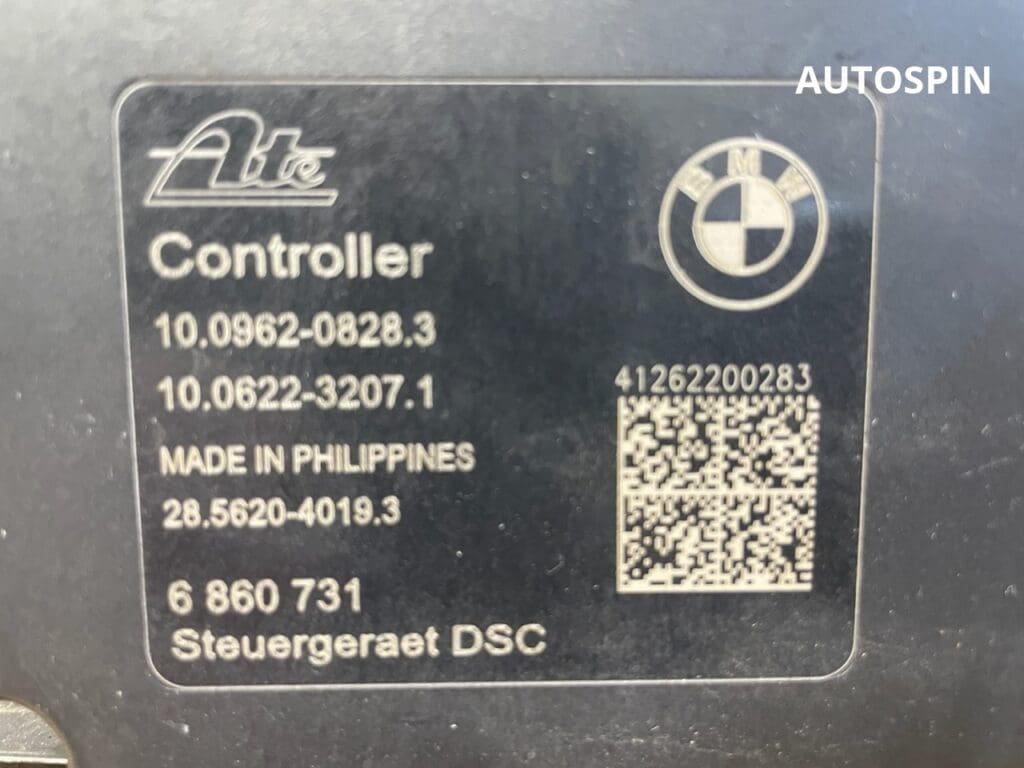 AUTOSPIN
Ate
BMW
Controller
10.0962-0828.3
10.0622-3207.1
41262200283
MADE IN PHILIPPINES
28.5620-4019.3
6 860 731
Steuergeraet DSC